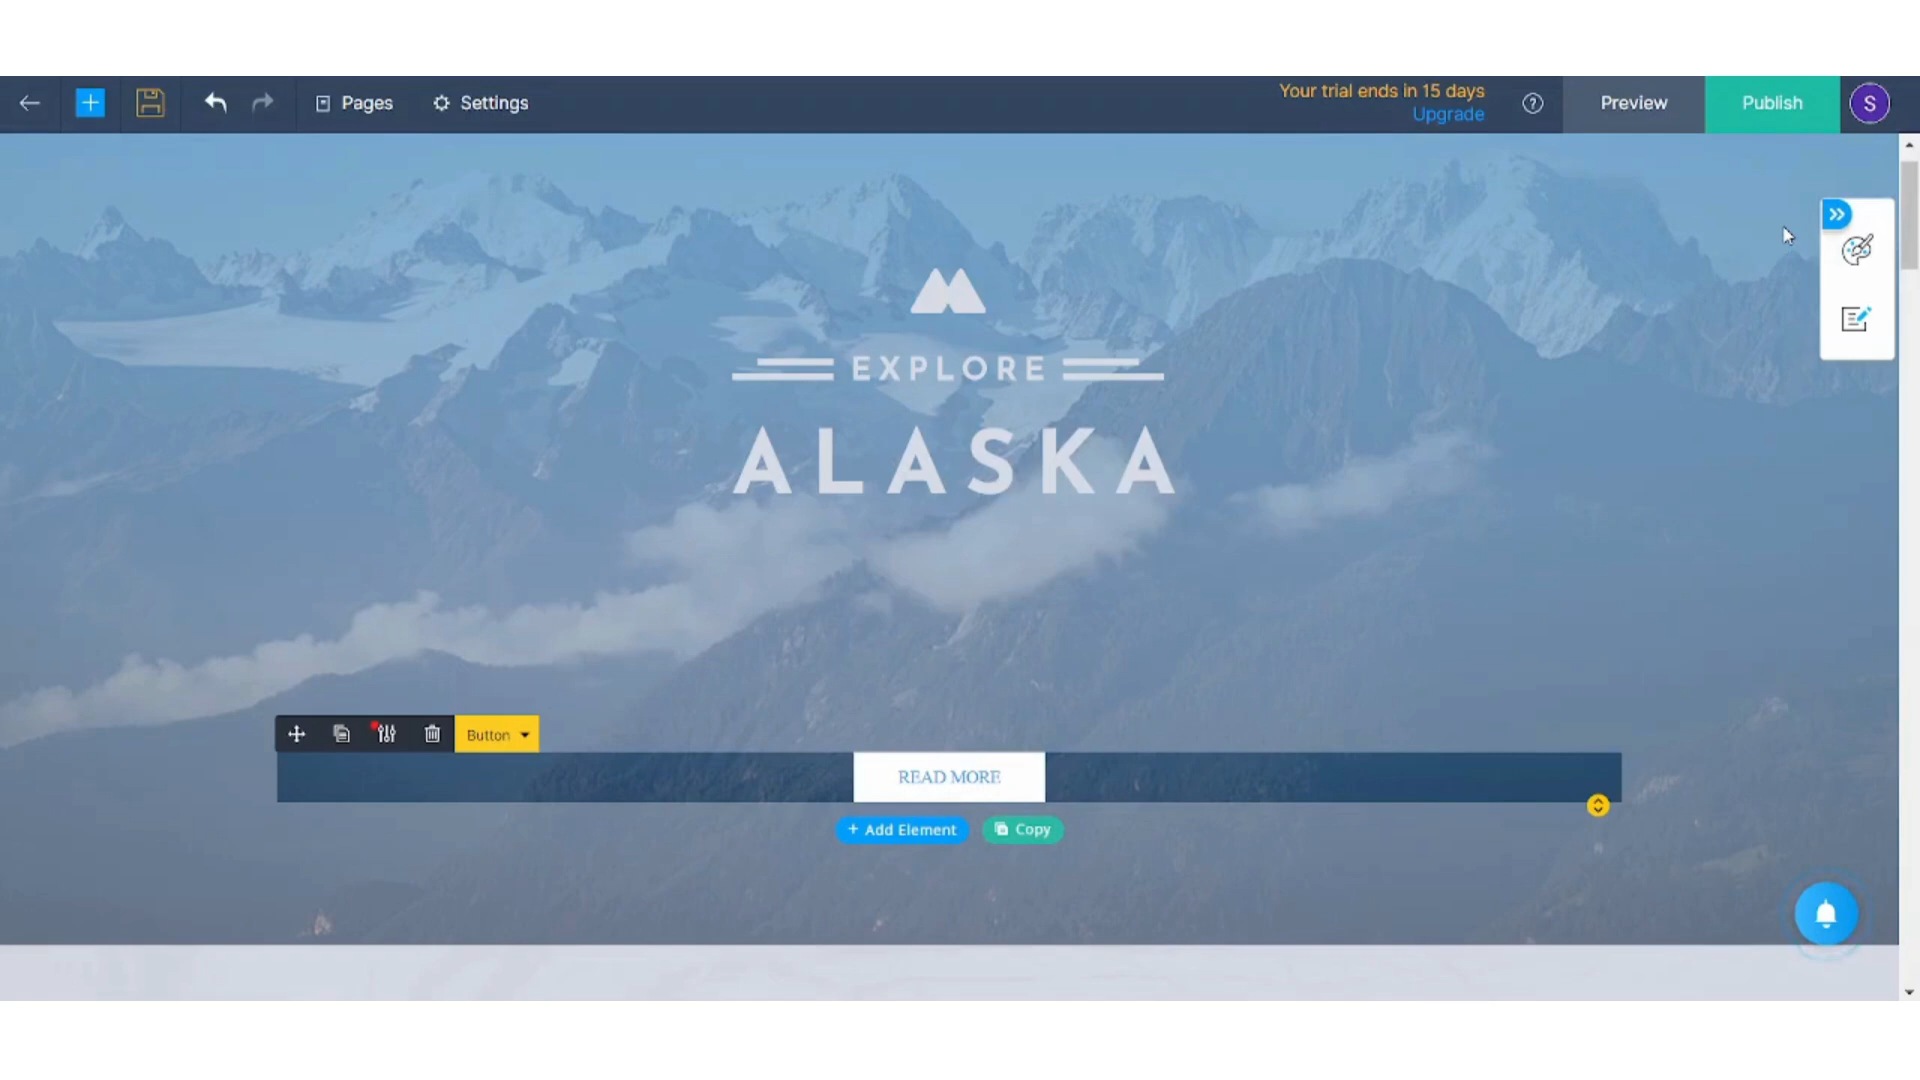 Pages
Settings
Your trial ends in 15 days
Upgrade
?
Preview
Publish
S
EXPLORE
ALASKA
Button
READ MORE
+ Add Element
Copy